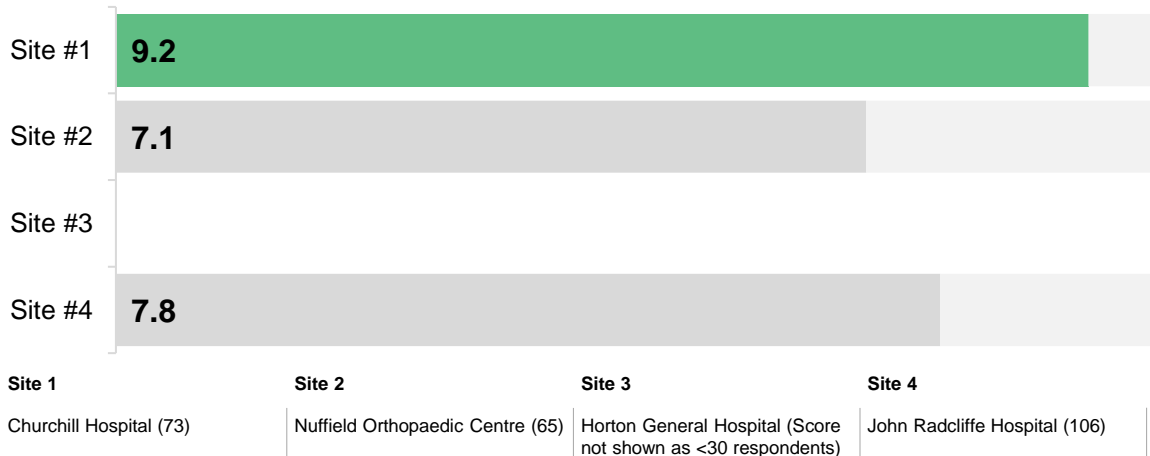 Site #1
9.2
Site #2
7.1
Site #3
Site #4
7.8
Site 1
Site 2
Site 3
Site 4
Churchill Hospital (73)
Nuffield Orthopaedic Centre (65)
Horton General Hospital (Score
not shown as <30 respondents)
John Radcliffe Hospital (106)